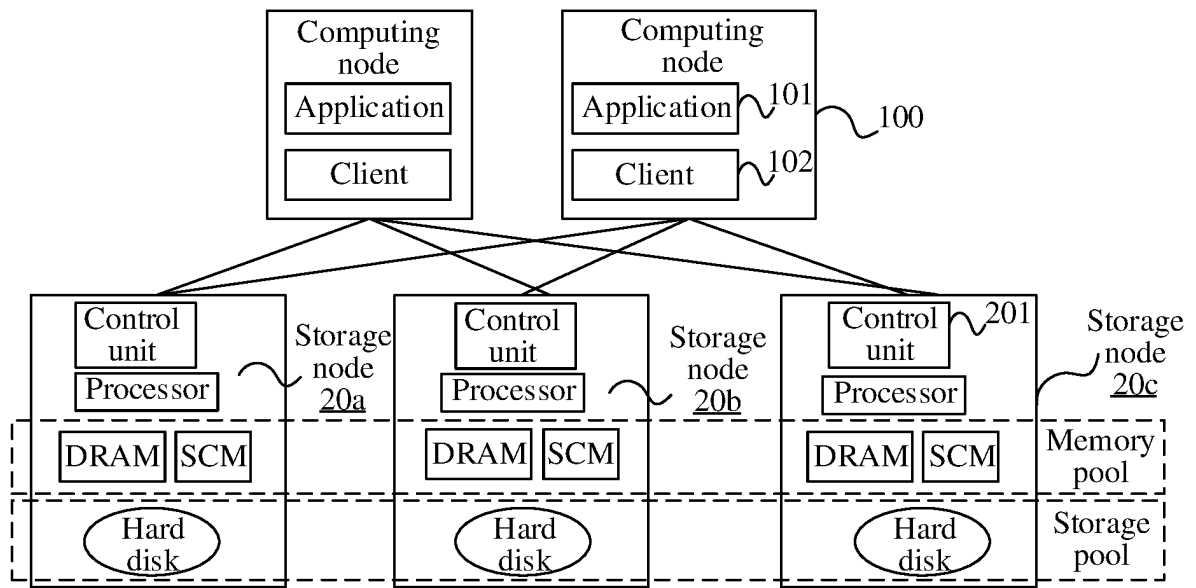 Computing
node
Application
Client
Computing
node
Application
Client
101
102
100
Control
unit
Processor
DRAM
SCM
Hard
disk
Storage
node
20a
Control
unit
Processor
DRAM
SCM
Hard
disk
Storage
node
20b
Control
unit
201
Processor
DRAM
SCM
Hard
disk
Storage
node
20c
Memory
pool
Storage
pool